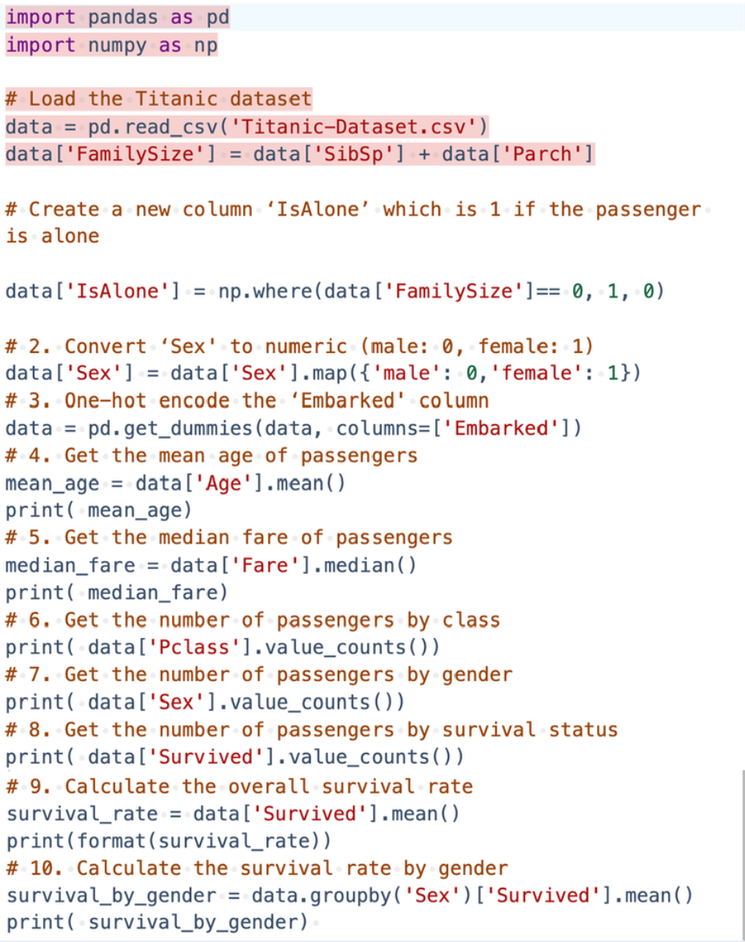 import pandas as pd
import numpy as np
# Load the Titanic dataset
data = pd.read_csv('Titanic-Dataset.csv')
data['FamilySize'] = data['SibSp'] + data['Parch']
# Create a new column ‘IsAlone’ which is 1 if the passenger
is alone
data['IsAlone'] = np.where(data['FamilySize']== 0, 1, 0)
# 2. Convert ‘Sex' to numeric (male: 0, female: 1)
data['Sex'] = data['Sex'].map({'male': 0,'female': 1})
# 3. One-hot encode the ‘Embarked' column
data = pd.get_dummies(data, columns=['Embarked'])
# 4. Get the mean age of passengers
mean_age = data['Age'].mean()
print( mean_age)
# 5. Get the median fare of passengers
median_fare = data['Fare'].median()
print( median_fare)
# 6. Get the number of passengers by class
print( data['Pclass'].value_counts())
# 7. Get the number of passengers by gender
print( data['Sex'].value_counts())
# 8. Get the number of passengers by survival status
print( data['Survived'].value_counts())
# 9. Calculate the overall survival rate
survival_rate = data['Survived'].mean()
print(format(survival_rate))
# 10. Calculate the survival rate by gender
survival_by_gender = data.groupby('Sex')['Survived'].mean()
print( survival_by_gender)